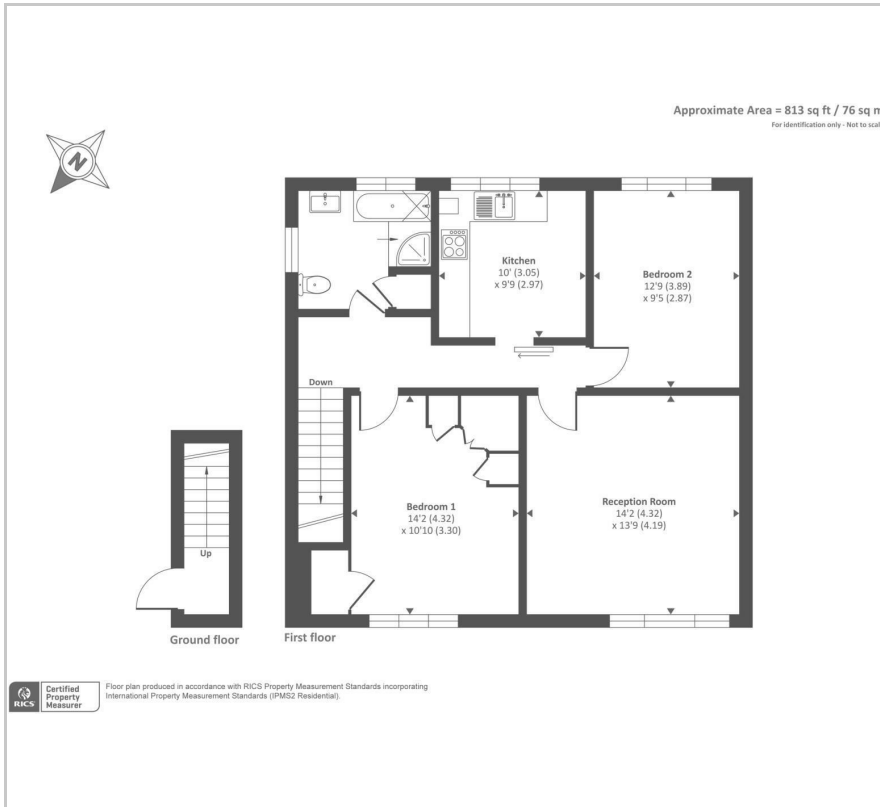 Approximate Area = 813 sq ft / 76 sq m
For identification only - Not to scal
N
Kitchen
10' (3.05)
x 9'9 (2.97)
Bedroom 2
12'9 (3.89)
x 9'5 (2.87)
Down
Bedroom 1
14'2 (4.32)
x 10'10 (3.30)
Reception Room
14'2 (4.32)
x 13'9 (4.19)
Up
Ground floor
First floor
RICS
Certified
Property
Measurer
Floor plan produced in accordance with RICS Property Measurement Standards incorporating
International Property Measurement Standards (IPMS2 Residential).